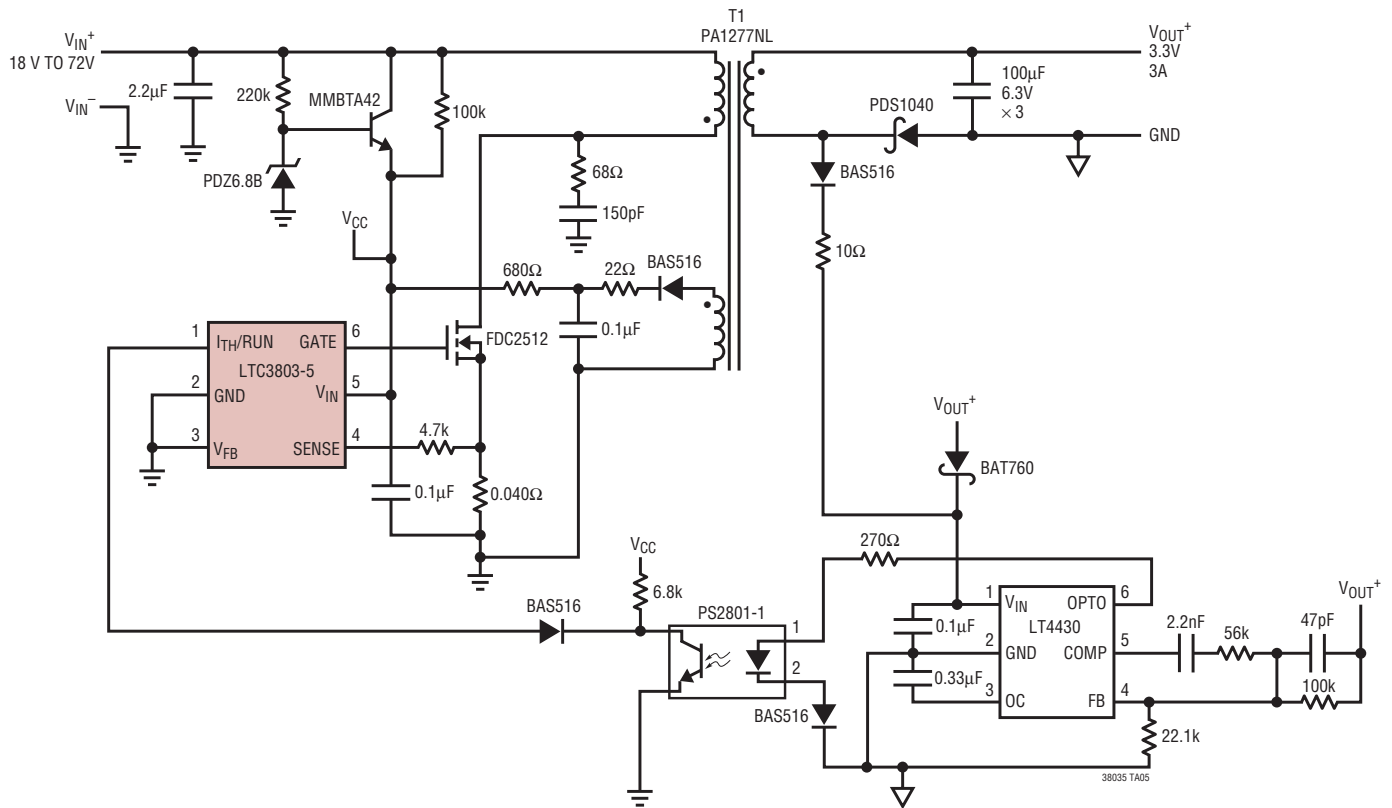 T1
PA1277NL
VIN+
18 V TO 72V
VIN−
2.2µF
220k
MMBTA42
100k
PDZ6.8B
VCC
68Ω
150pF
680Ω
22Ω
BAS516
0.1µF
FDC2512
VOUT+
3.3V
3A
100µF
6.3V
× 3
PDS1040
GND
BAS516
10Ω
1
ITH/RUN
GATE
6
LTC3803-5
2
GND
VIN
5
3
VFB
SENSE
4
4.7k
0.1µF
0.040Ω
VOUT+
BAT760
270Ω
VCC
6.8k
BAS516
PS2801-1
1
2
BAS516
0.1µF
0.33µF
1
VIN
OPTO
6
LT4430
2
GND
COMP
5
3
OC
FB
4
2.2nF
56k
47pF
VOUT+
100k
22.1k
38035 TA05